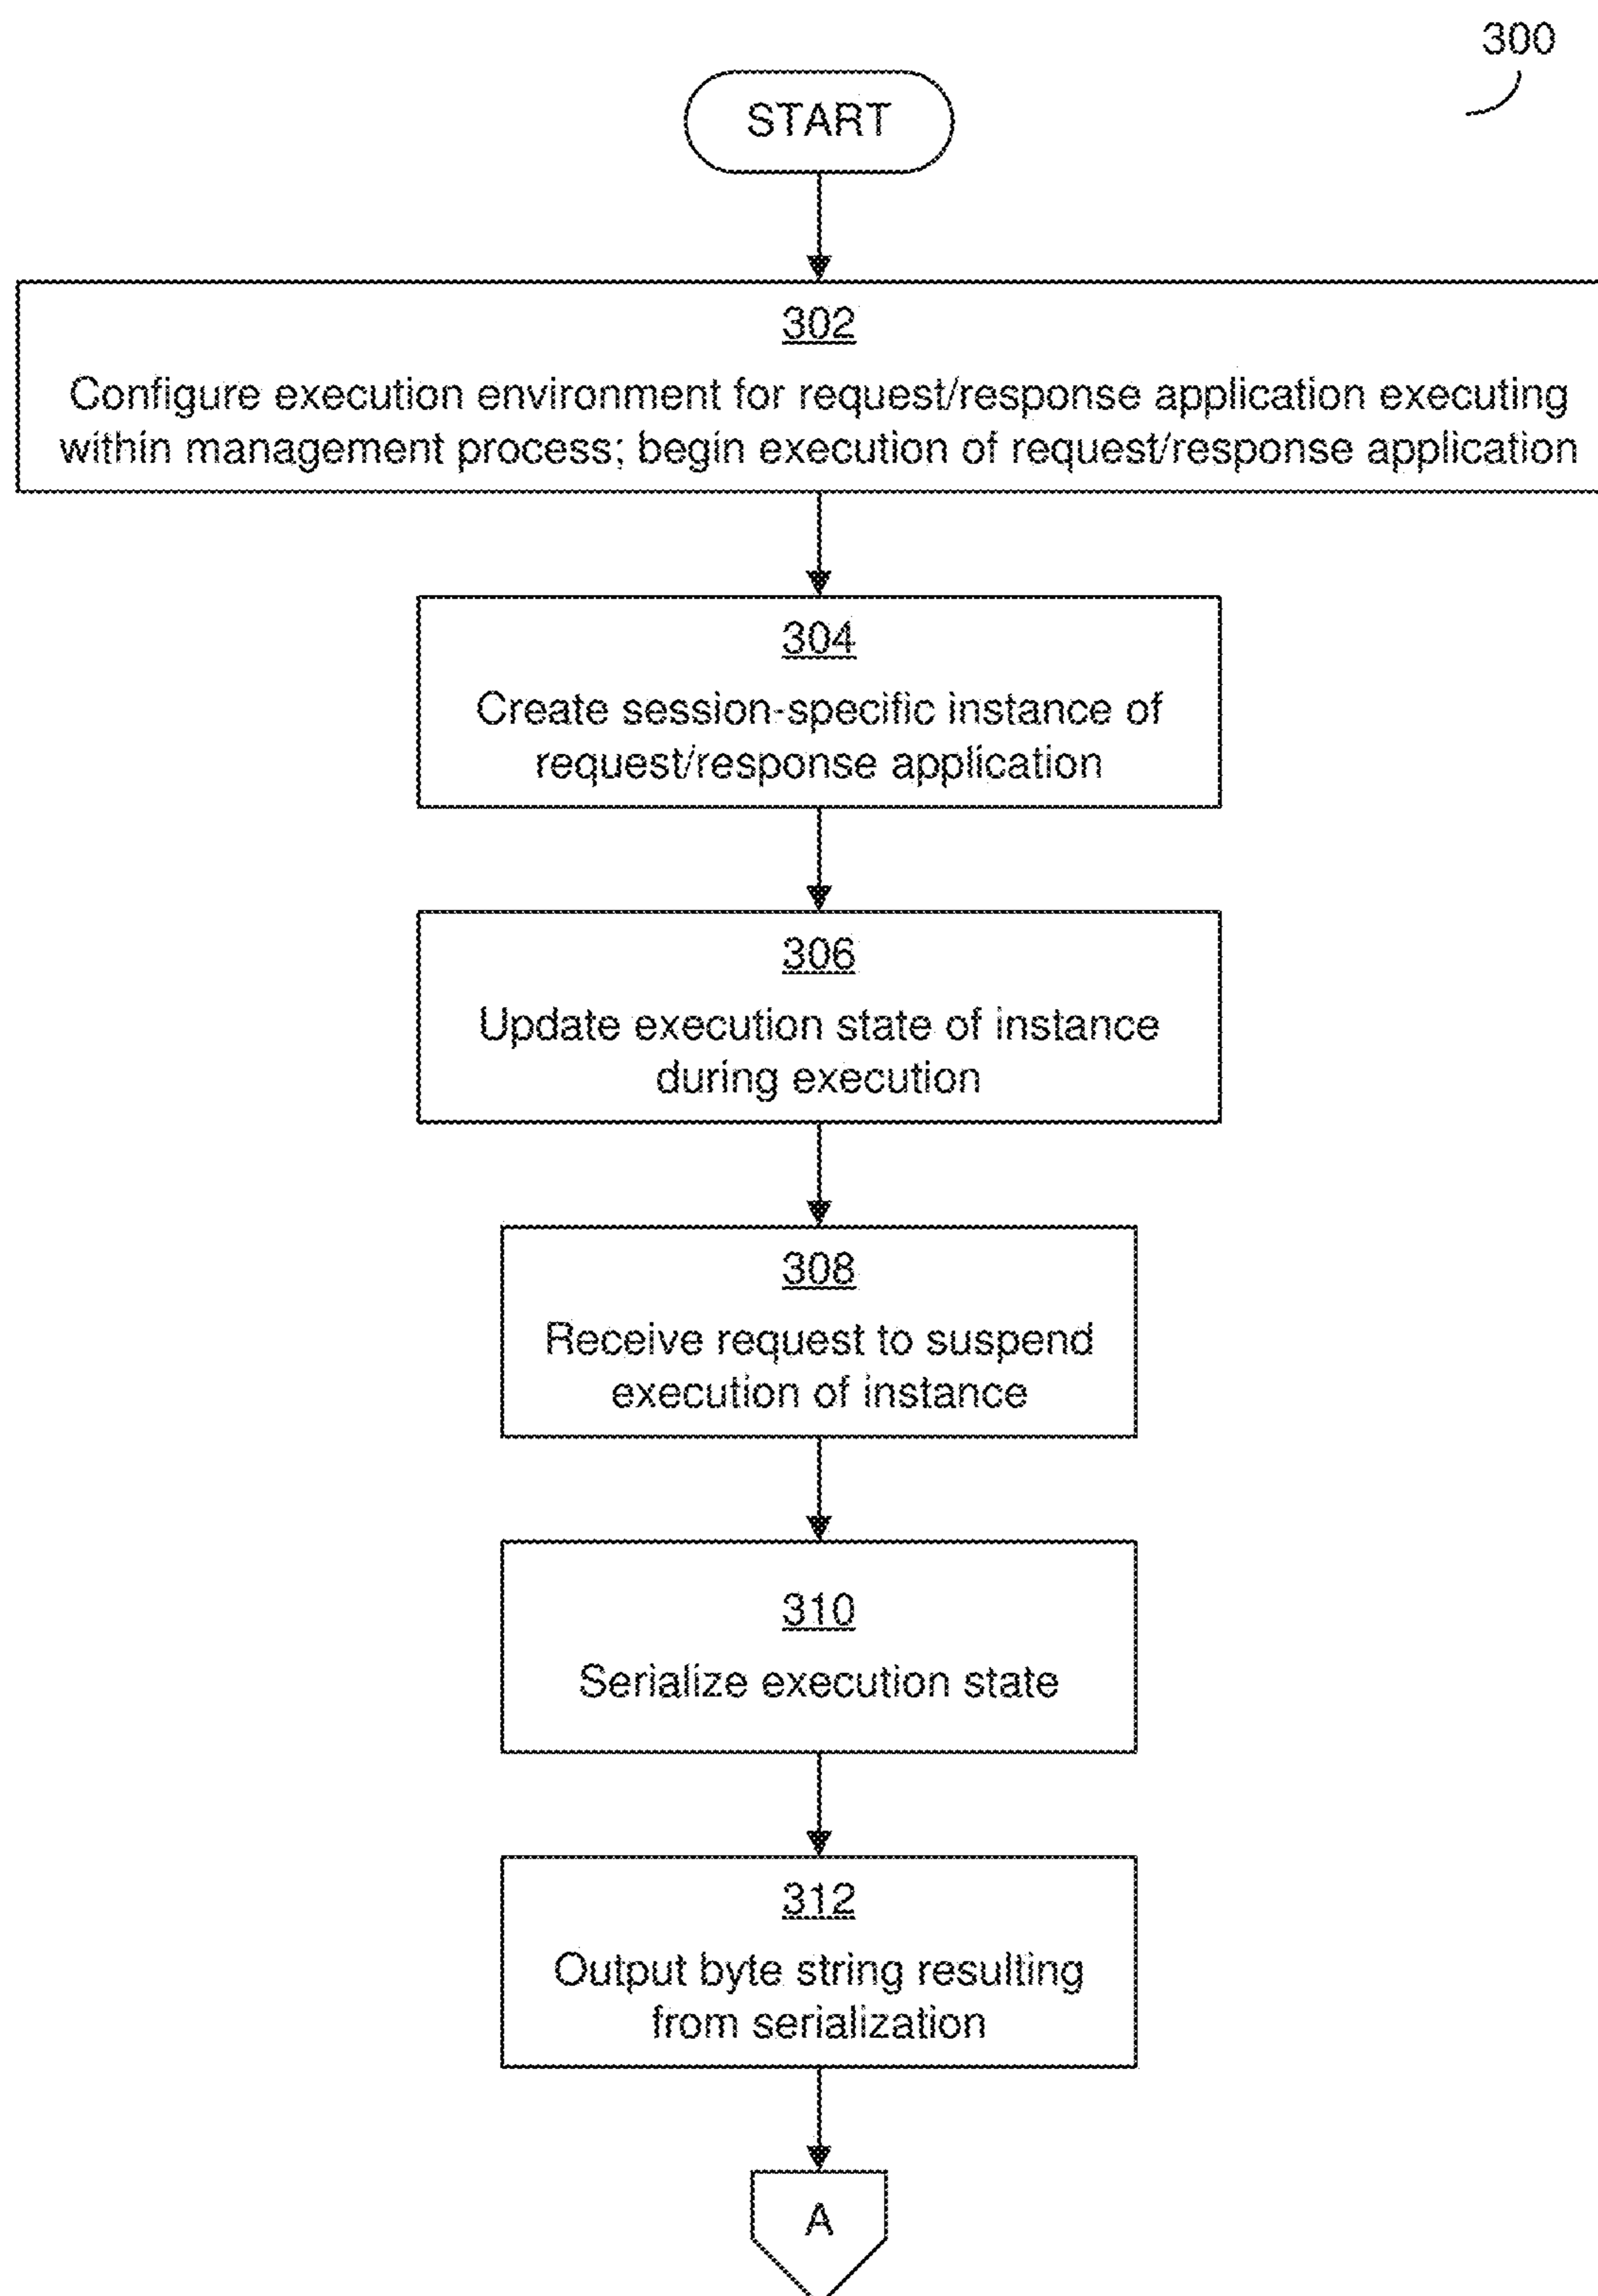 300
START
302
Configure execution environment for request/response application executing
within management process; begin execution of request/response application
304
Create session-specific instance of
request/response application
306
Update execution state of instance
during execution
308
Receive request to suspend
execution of instance
310
Serialize execution state
312
Output byte string resulting
from serialization
A